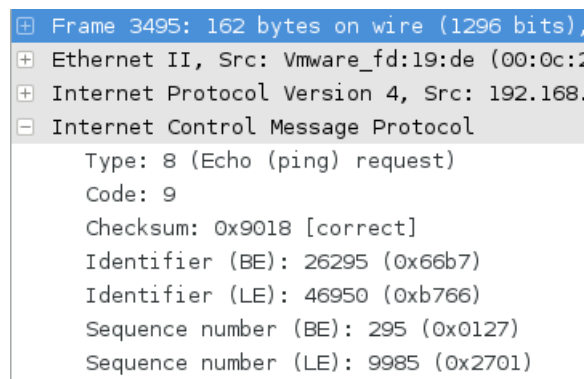 Frame 3495: 162 bytes on wire (1296 bits),
Ethernet II, Src: Vmware_fd:19:de (00:0c:2
Internet Protocol Version 4, Src: 192.168.
Internet Control Message Protocol
Type: 8 (Echo (ping) request)
Code: 9
Checksum: 0x9018 [correct]
Identifier (BE): 26295 (0x66b7)
Identifier (LE): 46950 (0xb766)
Sequence number (BE): 295 (0x0127)
Sequence number (LE): 9985 (0x2701)